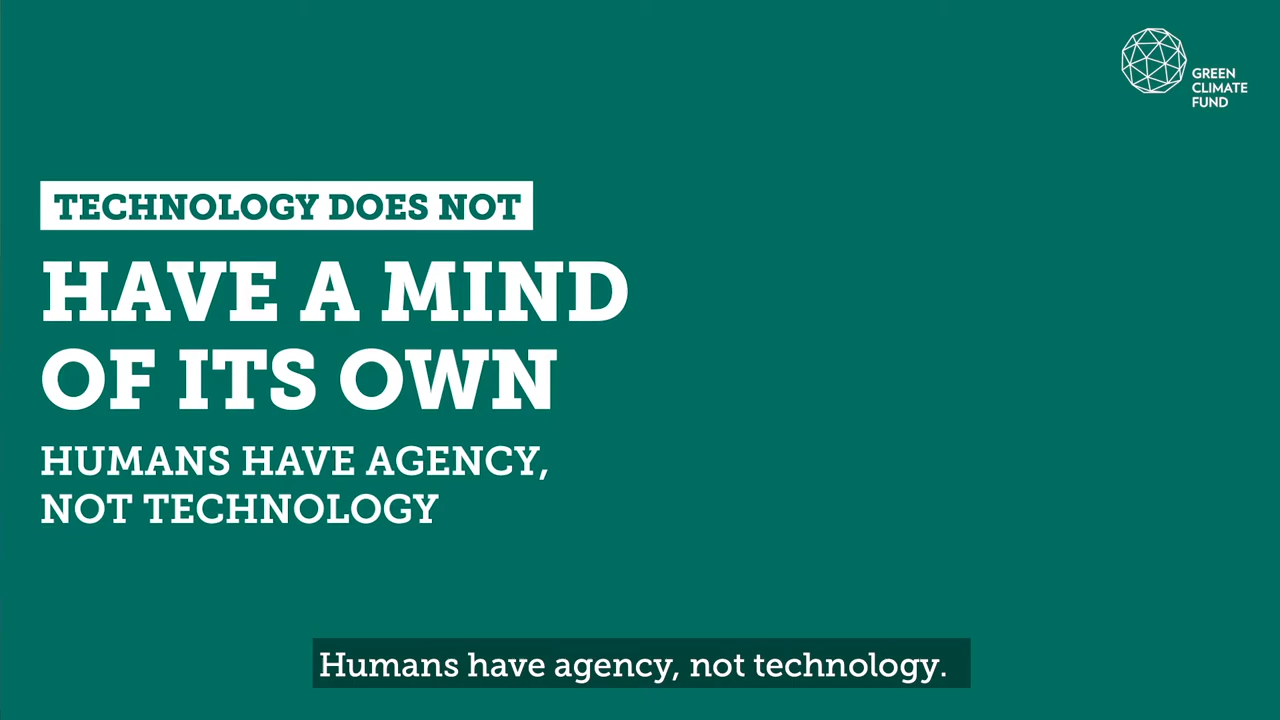 GREEN
CLIMATE
FUND
TECHNOLOGY DOES NOT
HAVE A MIND
OF ITS OWN
HUMANS HAVE AGENCY,
NOT TECHNOLOGY
Humans have agency, not technology.